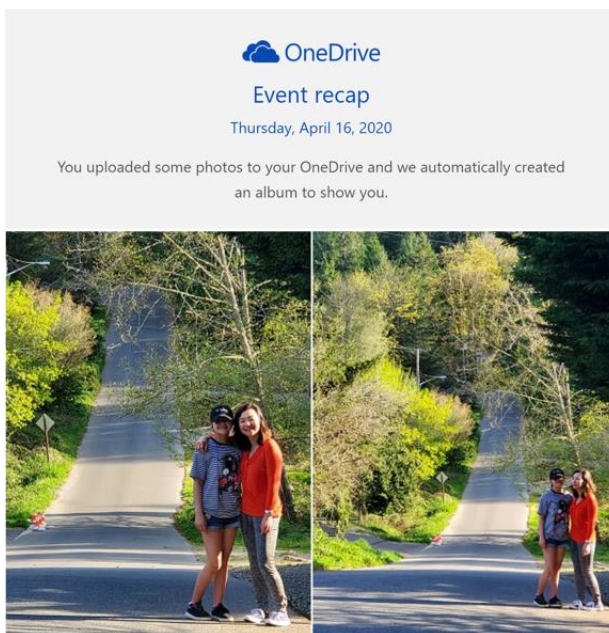 OneDrive
Event recap
Thursday, April 16, 2020
You uploaded some photos to your OneDrive and we automatically created
an album to show you.